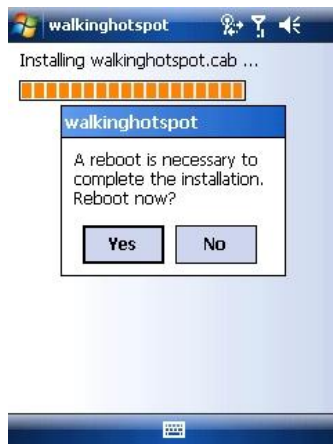 walkinghotspot
Installing walkinghotspot.cab ...
walkinghotspot
A reboot is necessary to
complete the installation.
Reboot now?
Yes No